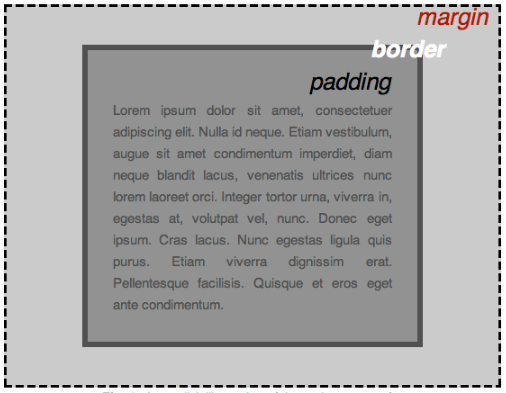 margin
border
padding
Lorem ipsum dolor sit amet, consectetuer
adipiscing elit. Nulla id neque. Etiam vestibulum,
augue sit amet condimentum imperdiet, diam
neque blandit lacus, venenatis ultrices nunc
lorem laoreet orci. Integer tortor urna, viverra in,
egestas at, volutpat vel, nunc. Donec eget
ipsum. Cras lacus. Nunc egestas ligula quis
purus. Etiam viverra dignissim erat.
Pellentesque facilisis. Quisque et eros eget
ante condimentum.